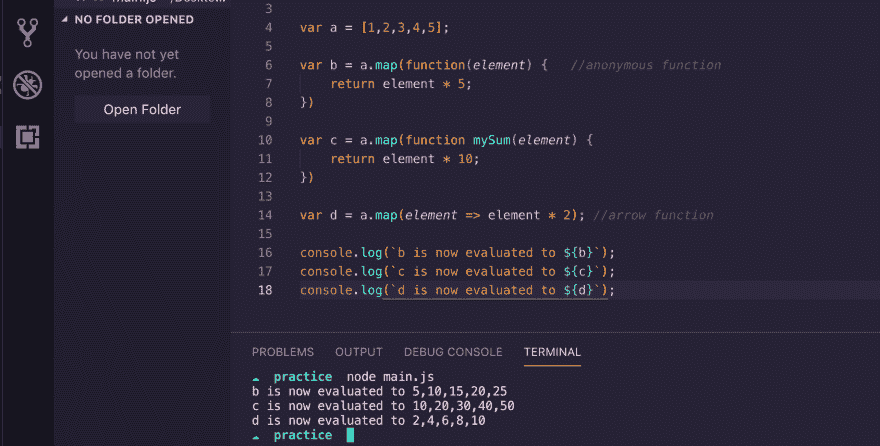 NO FOLDER OPENED
You have not yet
opened a folder.
Open Folder
3
4 var a = [1,2,3,4,5];
5
6 var b = a.map(function(element) {   //anonymous function
7     return element * 5;
8 })
9
10 var c = a.map(function mySum(element) {
11     return element * 10;
12 })
13
14 var d = a.map(element => element * 2); //arrow function
15
16 console.log(`b is now evaluated to ${b}`);
17 console.log(`c is now evaluated to ${c}`);
18 console.log(`d is now evaluated to ${d}`);
PROBLEMS OUTPUT DEBUG CONSOLE TERMINAL
practice node main.js
b is now evaluated to 5,10,15,20,25
c is now evaluated to 10,20,30,40,50
d is now evaluated to 2,4,6,8,10
practice